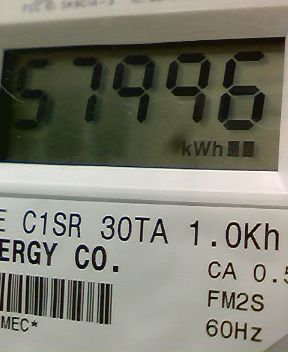 57996
kWh
E C1SR 30TA 1.0Kh
ERGY CO.
CA 0.5
FM2S
MEC*
60Hz